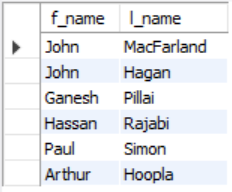 f_name l_name
John MacFarland
John Hagan
Ganesh Pillai
Hassan Rajabi
Paul Simon
Arthur Hoopla